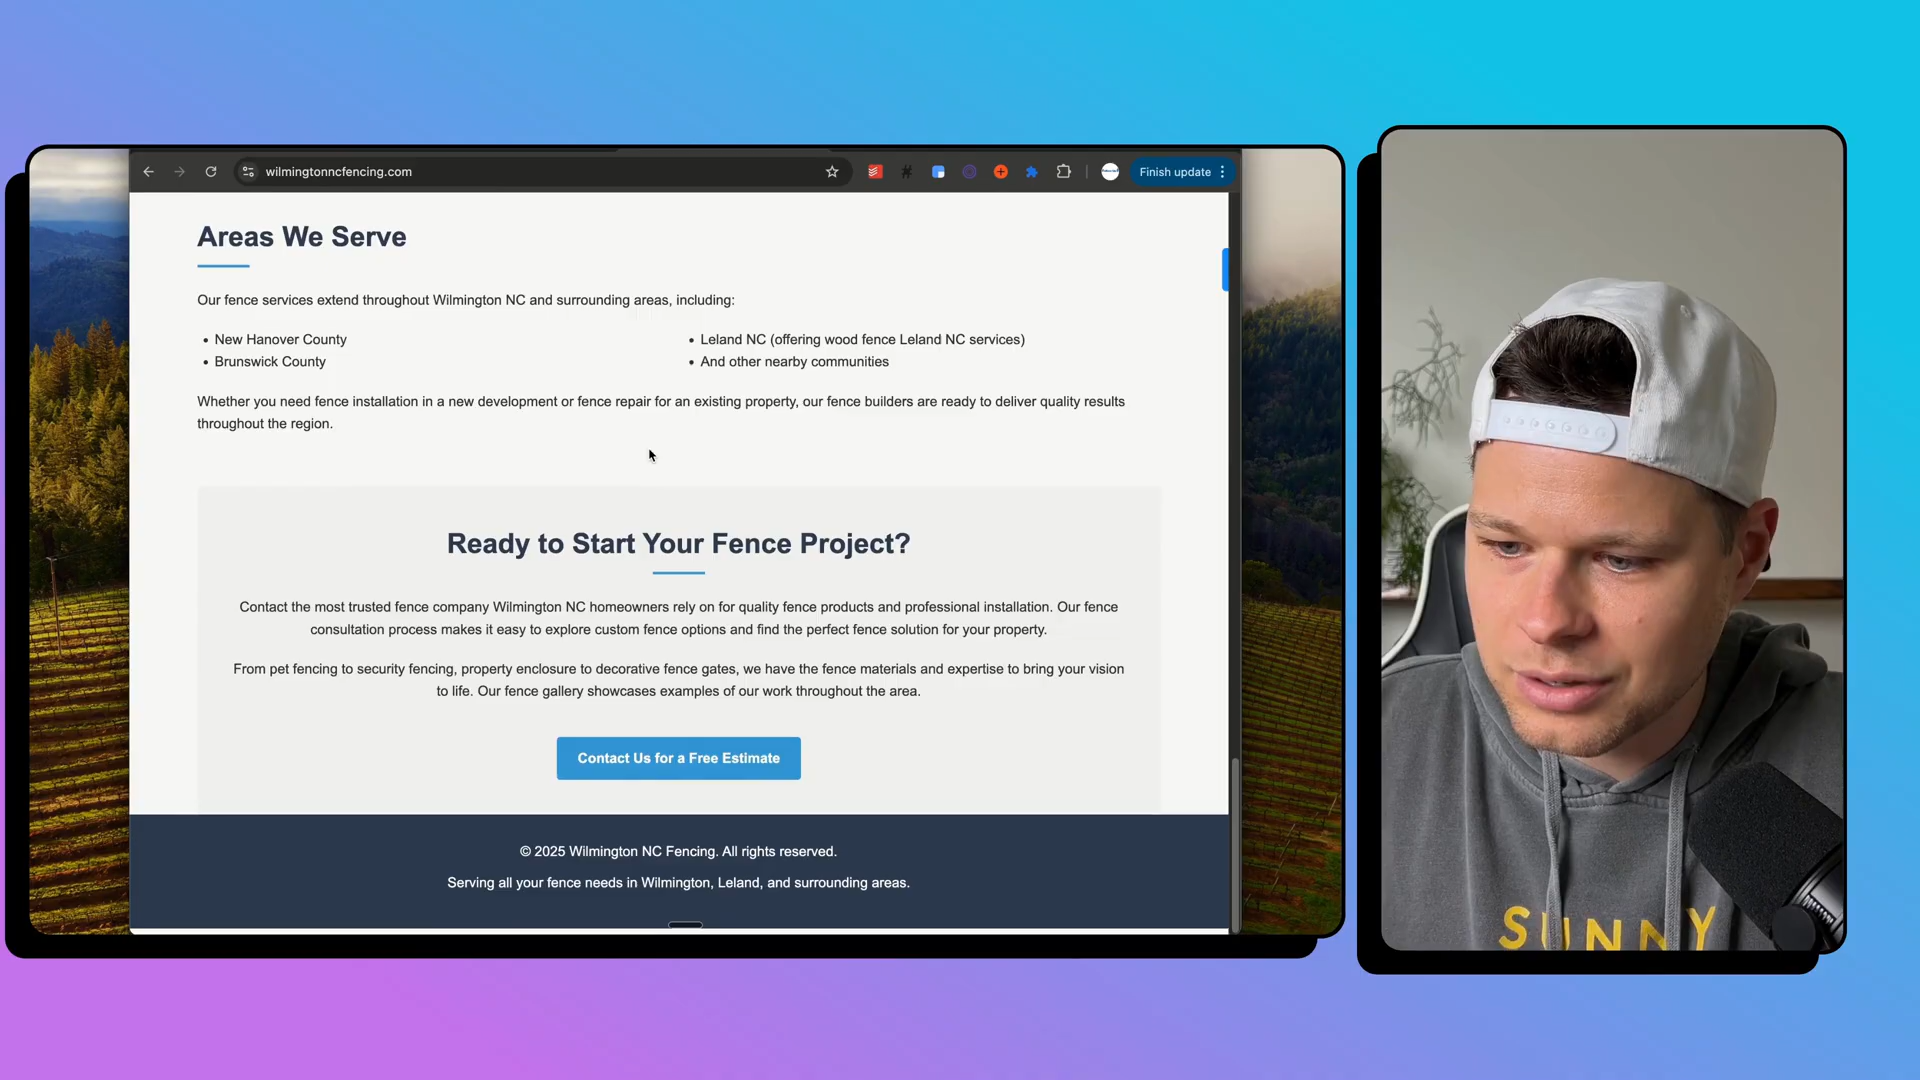 wilmingtonncfencing.com
Finish update
Areas We Serve
Our fence services extend throughout Wilmington NC and surrounding areas, including:
• New Hanover County
• Brunswick County
• Leland NC (offering wood fence Leland NC services)
• And other nearby communities
Whether you need fence installation in a new development or fence repair for an existing property, our fence builders are ready to deliver quality results
throughout the region.
Ready to Start Your Fence Project?
Contact the most trusted fence company Wilmington NC homeowners rely on for quality fence products and professional installation. Our fence
consultation process makes it easy to explore custom fence options and find the perfect fence solution for your property.
From pet fencing to security fencing, property enclosure to decorative fence gates, we have the fence materials and expertise to bring your vision
to life. Our fence gallery showcases examples of our work throughout the area.
Contact Us for a Free Estimate
© 2025 Wilmington NC Fencing. All rights reserved.
Serving all your fence needs in Wilmington, Leland, and surrounding areas.
SUNNY